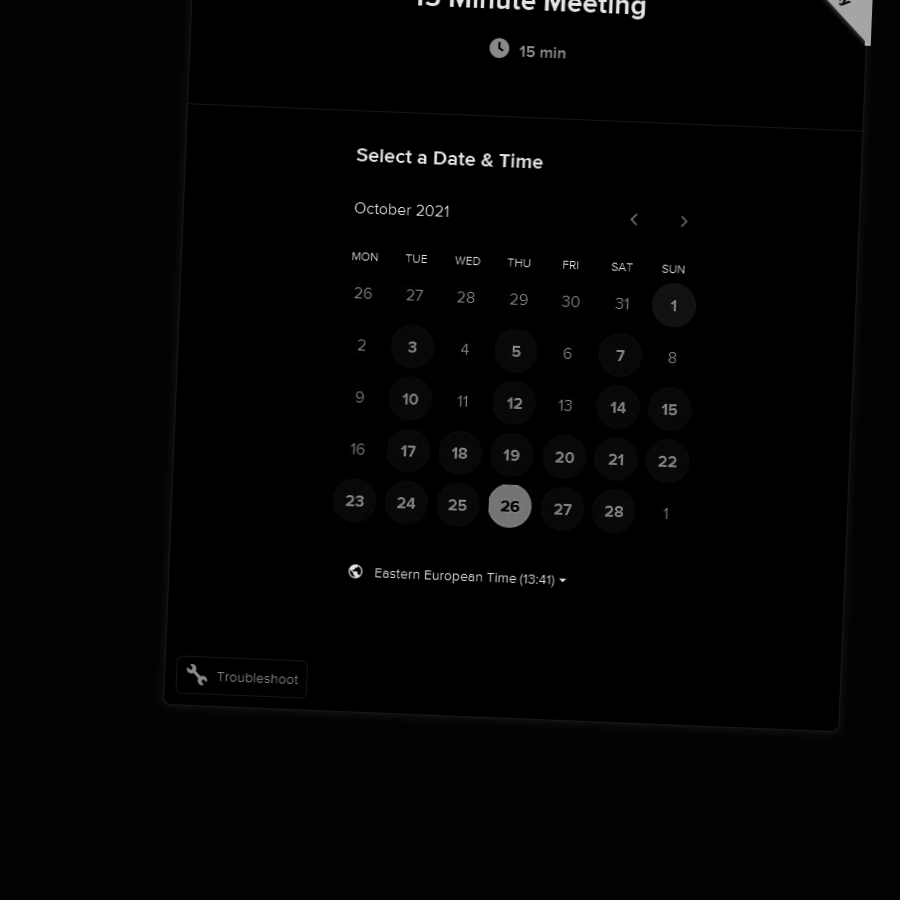 15 Minute Meeting
15 min
Select a Date & Time
October 2021
MON TUE WED THU FRI SAT SUN
26 27 28 29 30 31 1
2 3 4 5 6 7 8
9 10 11 12 13 14 15
16 17 18 19 20 21 22
23 24 25 26 27 28 1
Eastern European Time (13:41)
Troubleshoot